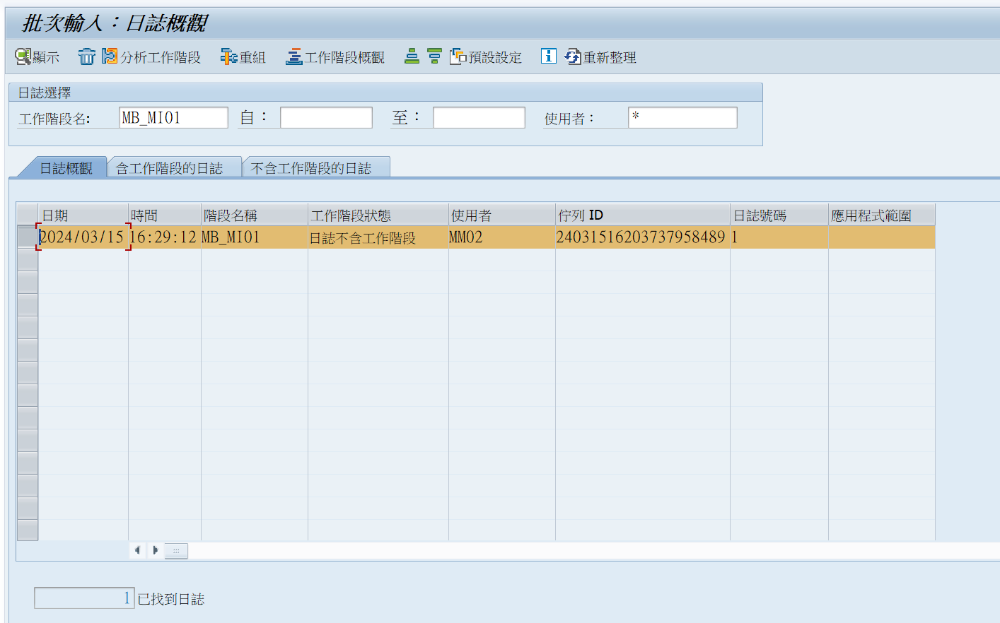 批次輸入：日誌概觀
顯示 分析工作階段 重組 工作階段概觀 預設設定 重新整理
日誌選擇
工作階段名: MB_MI01 自： 至： 使用者： *
日誌概觀 含工作階段的日誌 不含工作階段的日誌
日期 時間 階段名稱 工作階段狀態 使用者 佇列 ID 日誌號碼 應用程式範圍
2024/03/15 16:29:12 MB_MI01 日誌不含工作階段 MM02 24031516203737958489 1
1 已找到日誌